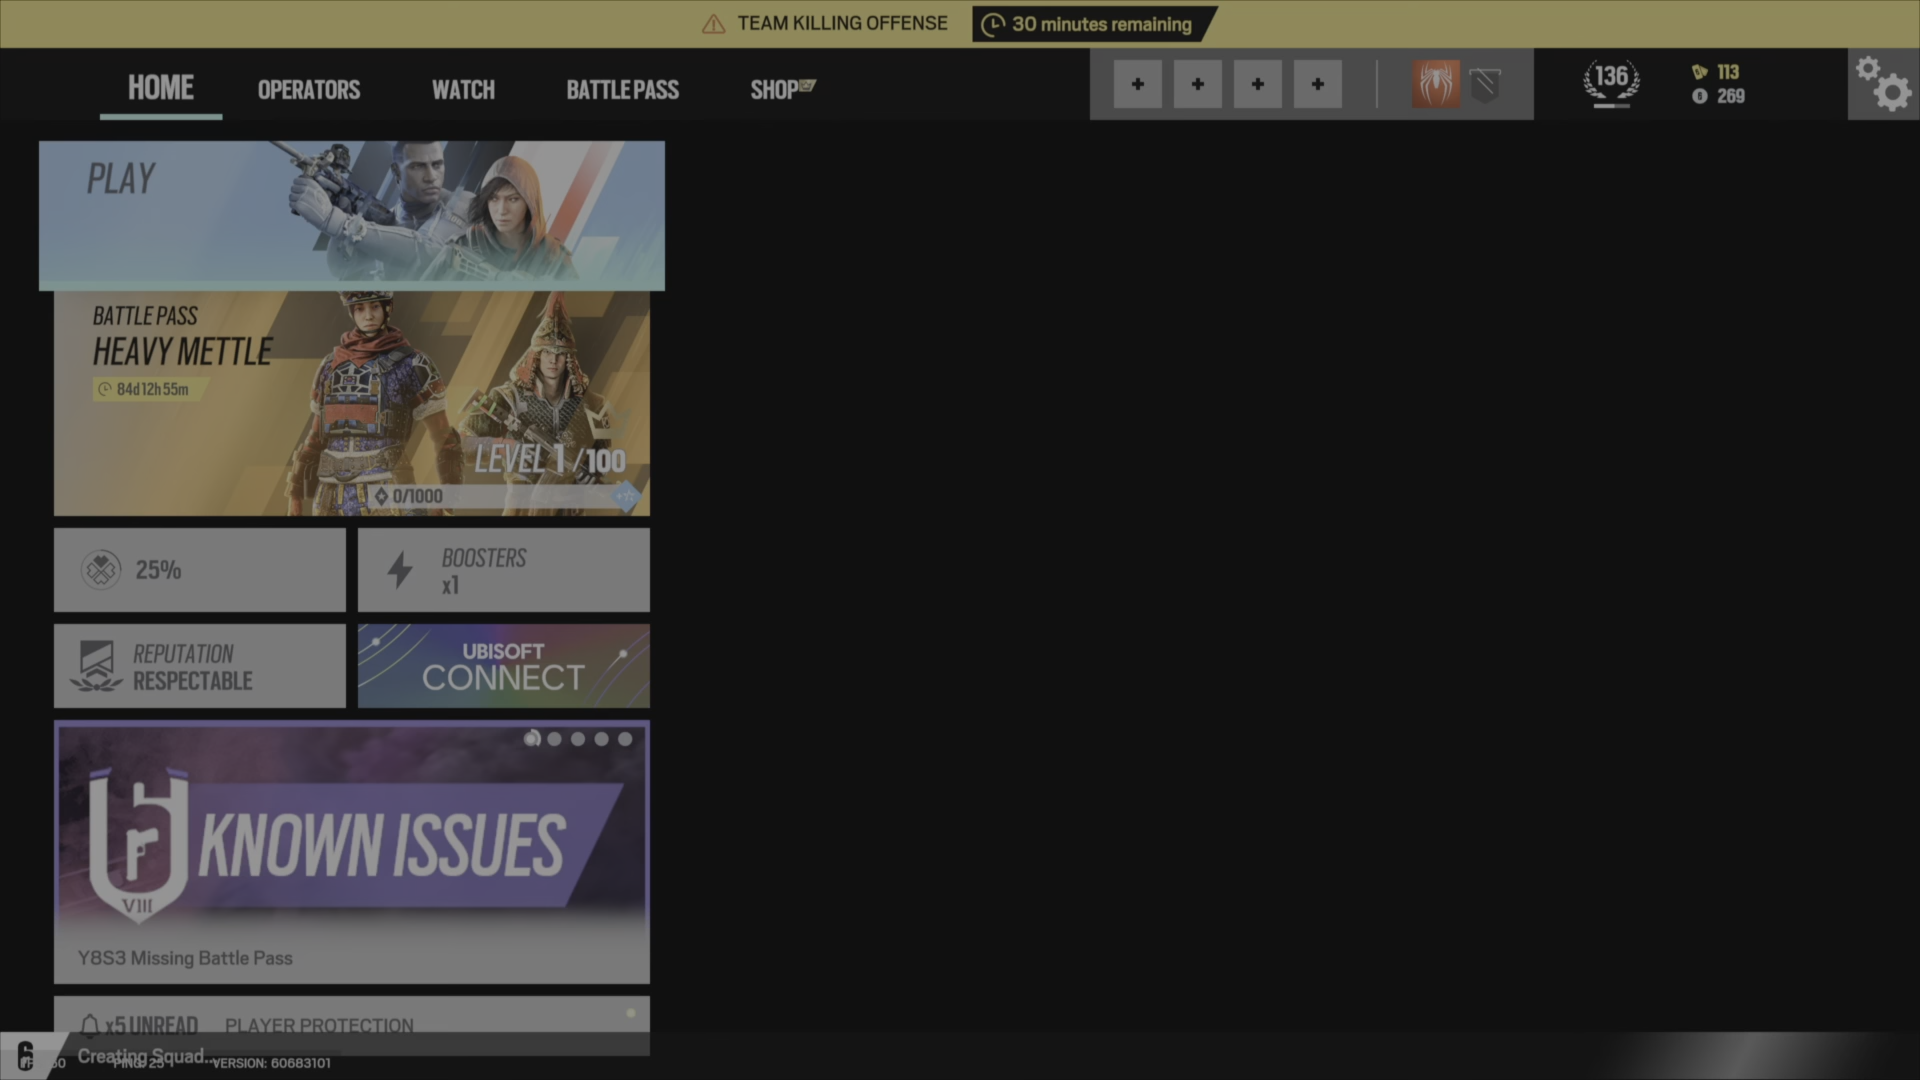 TEAM KILLING OFFENSE
30 minutes remaining
HOME
OPERATORS
WATCH
BATTLE PASS
SHOP
136
113
269
PLAY
BATTLE PASS
HEAVY METTLE
84d 12h 55m
LEVEL 1 /100
0/1000
25%
BOOSTERS
x1
REPUTATION
RESPECTABLE
UBISOFT
CONNECT
KNOWN ISSUES
VIII
Y8S3 Missing Battle Pass
x5 UNREAD
PLAYER PROTECTION
Creating Squad...
PING: 25
VERSION: 60683101